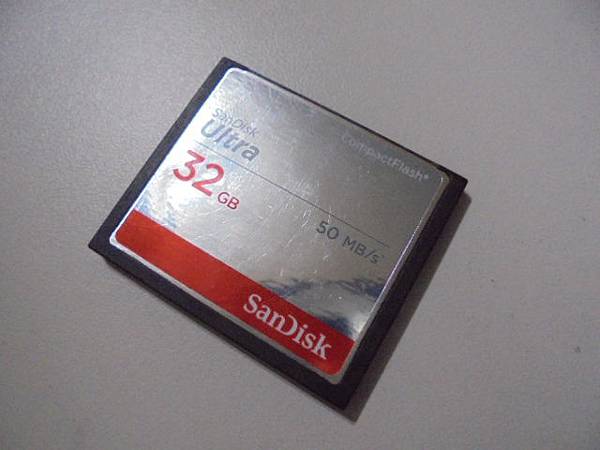 SanDisk
Ultra
CompactFlash®
32 GB
50 MB/s
SanDisk